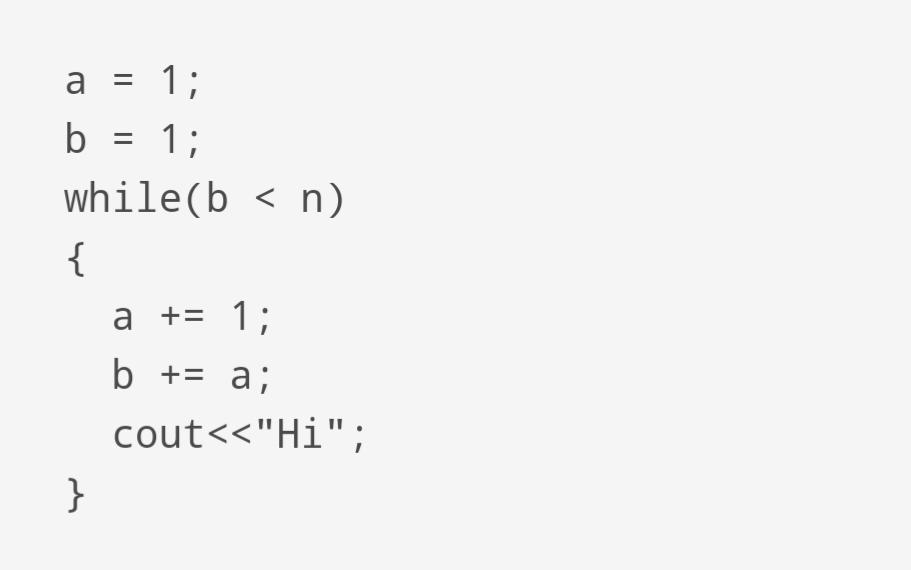 a = 1;
b = 1;
while(b < n)
{
  a += 1;
  b += a;
  cout<<"Hi";
}